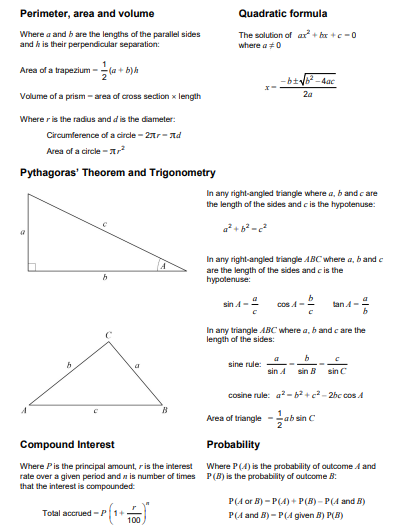 Perimeter, area and volume
Where a and b are the lengths of the parallel sides
and h is their perpendicular separation:
Area of a trapezium = 1/2 (a + b) h
Volume of a prism = area of cross section × length
Where r is the radius and d is the diameter:
Circumference of a circle = 2πr = πd
Area of a circle = πr²
Quadratic formula
The solution of ax² + bx + c = 0
where a ≠ 0
x = (−b ± √(b² − 4ac)) / 2a
Pythagoras' Theorem and Trigonometry
a
c
b
A
In any right-angled triangle where a, b and c are
the length of the sides and c is the hypotenuse:
a² + b² = c²
In any right-angled triangle ABC where a, b and c
are the length of the sides and c is the
hypotenuse:
sin A = a/c cos A = b/c tan A = a/b
C
b
a
A
c
B
In any triangle ABC where a, b and c are the
length of the sides:
sine rule: a/sin A = b/sin B = c/sin C
cosine rule: a² = b² + c² − 2bc cos A
Area of triangle = 1/2 ab sin C
Compound Interest
Where P is the principal amount, r is the interest
rate over a given period and n is number of times
that the interest is compounded:
Total accrued = P (1 + r/100)ⁿ
Probability
Where P (A) is the probability of outcome A and
P (B) is the probability of outcome B:
P (A or B) = P (A) + P (B) − P (A and B)
P (A and B) = P (A given B) P(B)